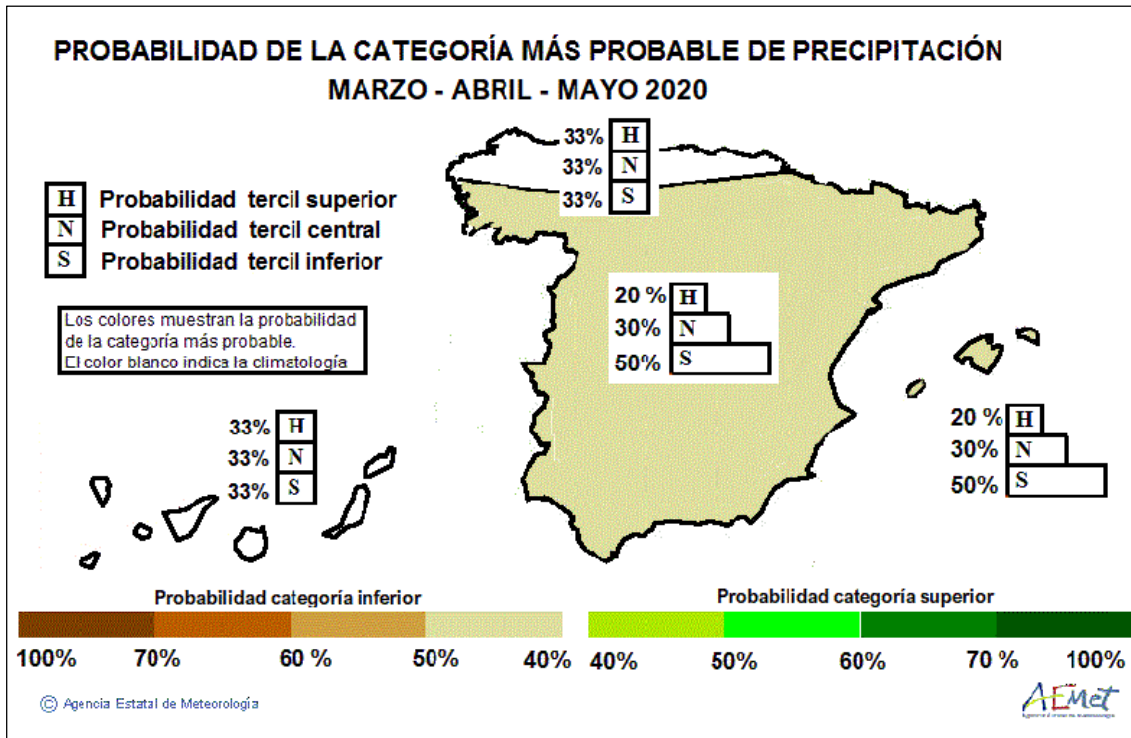 PROBABILIDAD DE LA CATEGORÍA MÁS PROBABLE DE PRECIPITACIÓN
MARZO - ABRIL - MAYO 2020
33% H
33% N
33% S
H Probabilidad tercil superior
N Probabilidad tercil central
S Probabilidad tercil inferior
Los colores muestran la probabilidad
de la categoría más probable.
El color blanco indica la climatología
20 % H
30% N
50% S
20 % H
30% N
50% S
33% H
33% N
33% S
Probabilidad categoría inferior
100% 70% 60 % 50% 40%
Probabilidad categoría superior
40% 50% 60% 70 % 100%
© Agencia Estatal de Meteorología
AEMet